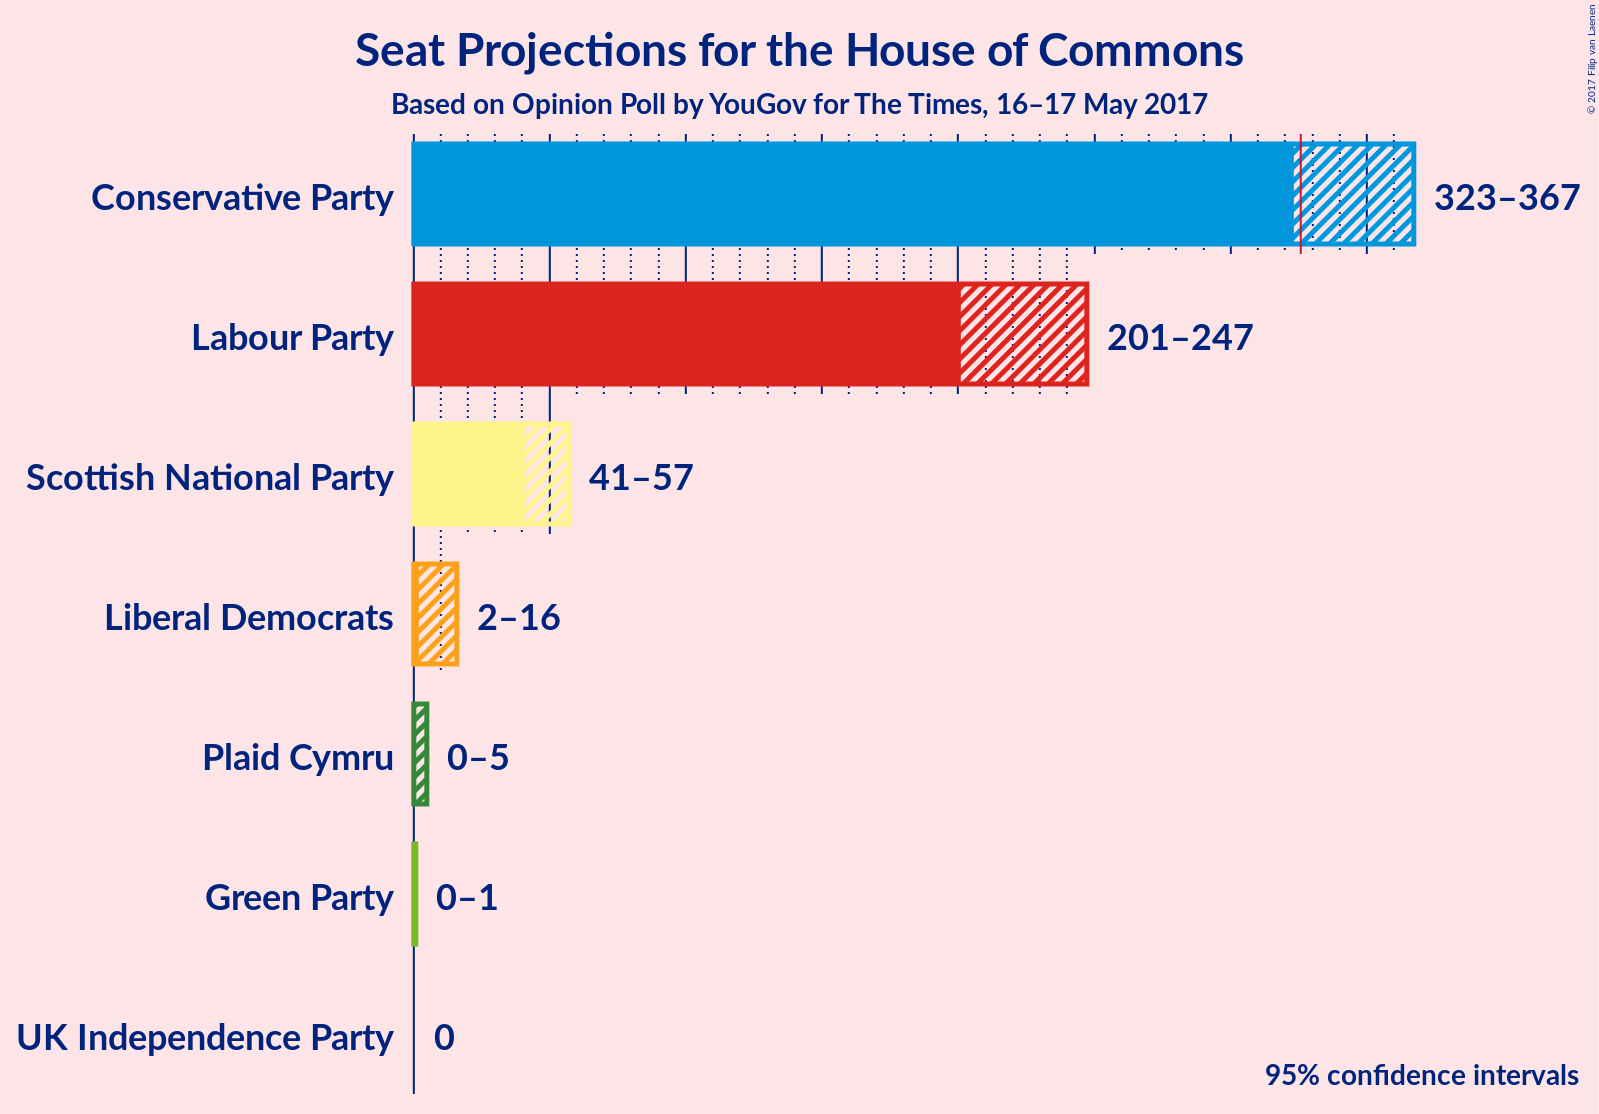 Seat Projections for the House of Commons
Based on Opinion Poll by YouGov for The Times, 16–17 May 2017
© 2017 Filip van Laenen
Conservative Party 323–367
Labour Party 201–247
Scottish National Party 41–57
Liberal Democrats 2–16
Plaid Cymru 0–5
Green Party 0–1
UK Independence Party 0
95% confidence intervals